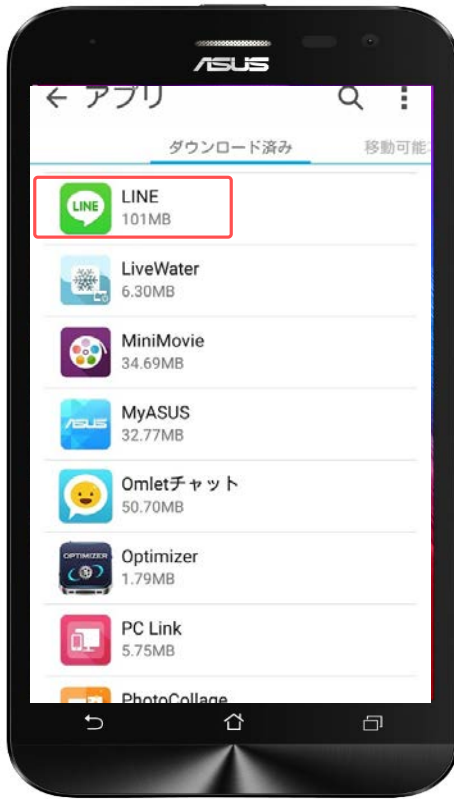 ASUS
アプリ
ダウンロード済み 移動可能
LINE
LINE
101MB
LiveWater
6.30MB
MiniMovie
34.69MB
MyASUS
ASUS
32.77MB
Omletチャット
50.70MB
OPTIMIZER
Optimizer
1.79MB
PC Link
5.75MB
PhotoCollage